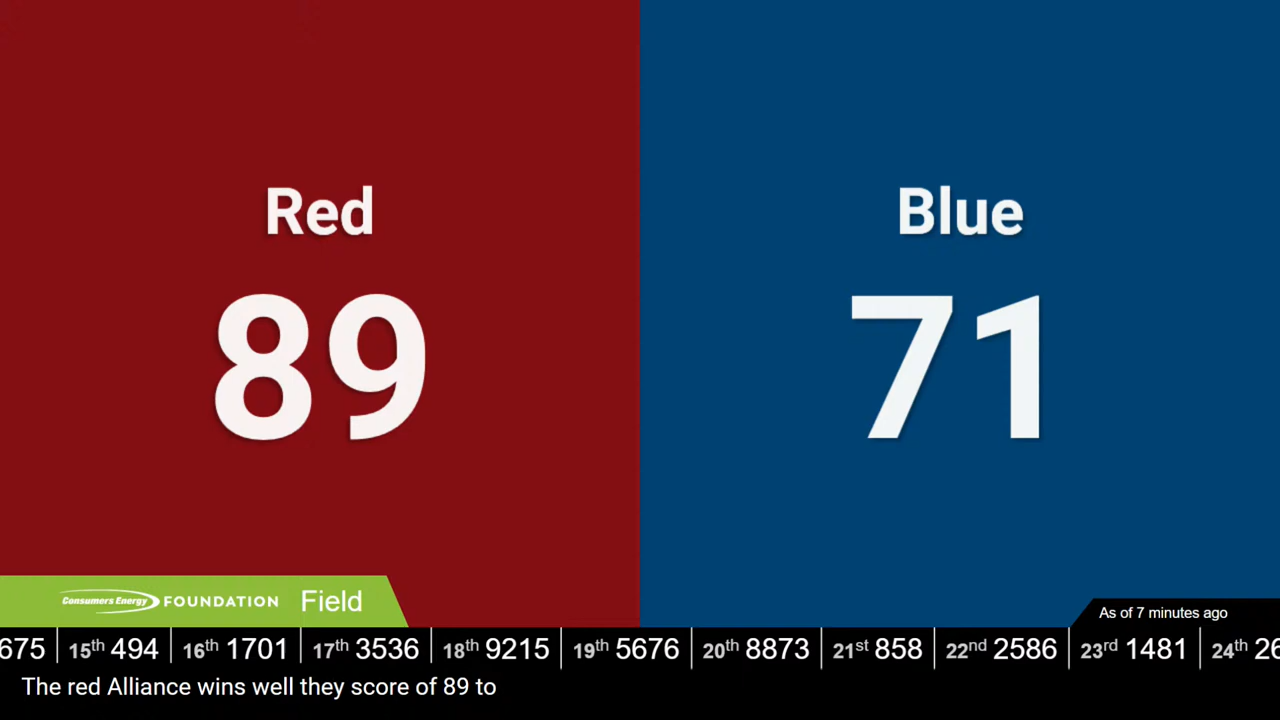 Red
Blue
89
71
Consumers Energy FOUNDATION Field
As of 7 minutes ago
675 15th 494 16th 1701 17th 3536 18th 9215 19th 5676 20th 8873 21st 858 22nd 2586 23rd 1481 24th 26
The red Alliance wins well they score of 89 to